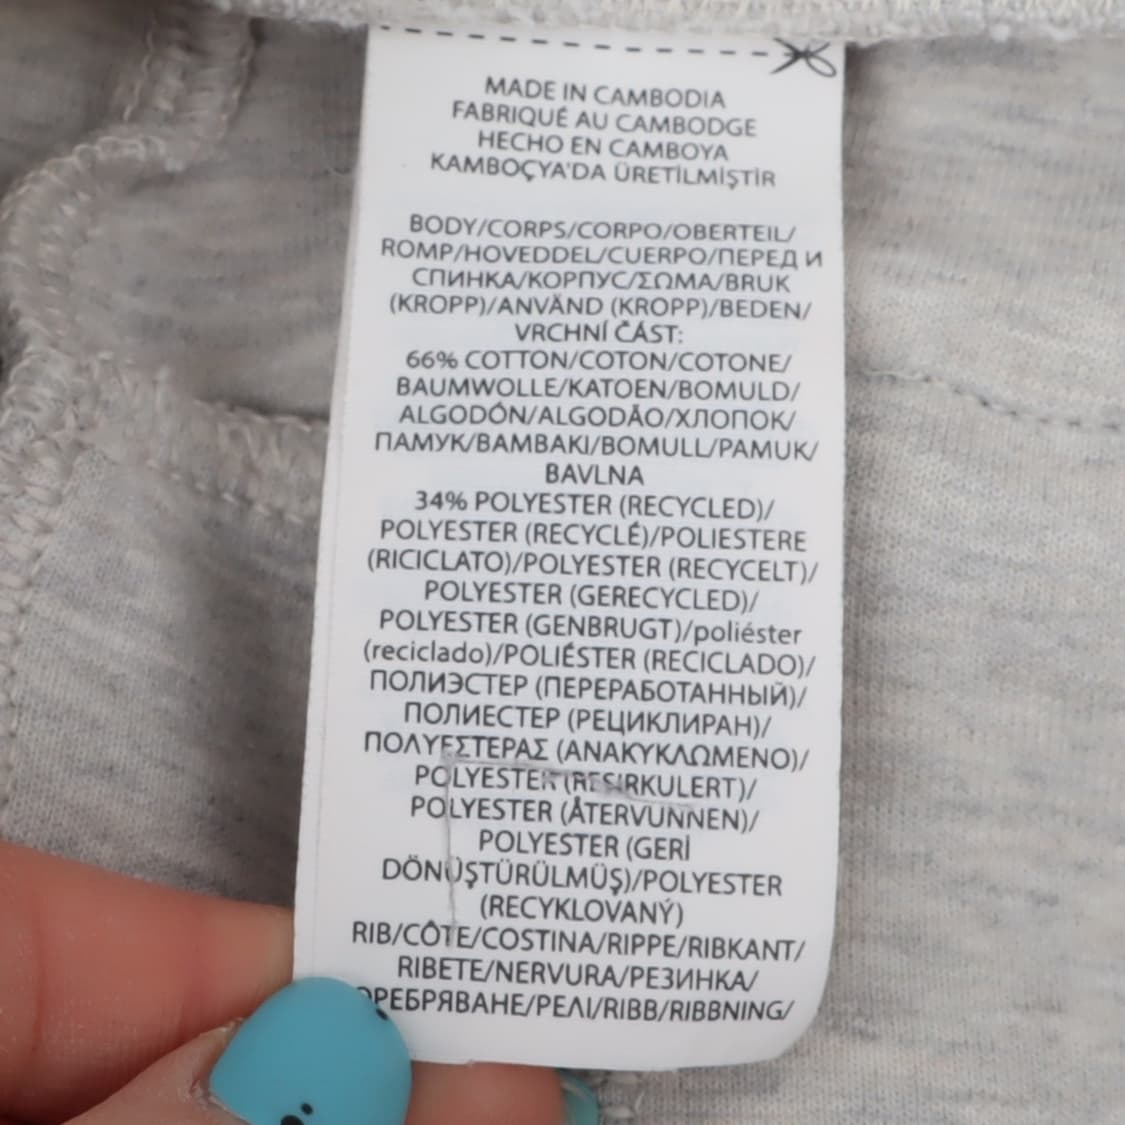 MADE IN CAMBODIA
FABRIQUÉ AU CAMBODGE
HECHO EN CAMBOYA
KAMBOÇYA'DA ÜRETİLMİŞTİR
BODY/CORPS/CORPO/OBERTEIL/
ROMP/HOVEDDEL/CUERPO/ПЕРЕД И
СПИНКА/КОРПУС/ΣΩΜΑ/BRUK
(KROPP)/ANVÄND (KROPP)/BEDEN/
VRCHNÍ ČÁST:
66% COTTON/COTON/COTONE/
BAUMWOLLE/KATOEN/BOMULD/
ALGODÓN/ALGODÃO/ХЛОПОК/
ПАМУК/ΒΑΜΒΑΚΙ/BOMULL/PAMUK/
BAVLNA
34% POLYESTER (RECYCLED)/
POLYESTER (RECYCLÉ)/POLIESTERE
(RICICLATO)/POLYESTER (RECYCELT)/
POLYESTER (GERECYCLED)/
POLYESTER (GENBRUGT)/poliéster
(reciclado)/POLIÉSTER (RECICLADO)/
ПОЛИЭСТЕР (ПЕРЕРАБОТАННЫЙ)/
ПОЛИЕСТЕР (РЕЦИКЛИРАН)/
ΠΟΛΥΕΣΤΕΡΑΣ (ΑΝΑΚΥΚΛΩΜΕΝΟ)/
POLYESTER (RESIRKULERT)/
POLYESTER (ÅTERVUNNEN)/
POLYESTER (GERİ
DÖNÜŞTÜRÜLMÜŞ)/POLYESTER
(RECYKLOVANÝ)
RIB/CÔTE/COSTINA/RIPPE/RIBKANT/
RIBETE/NERVURA/РЕЗИНКА/
ОРЕБРЯВАНЕ/ΡΕΛΙ/RIBB/RIBBNING/